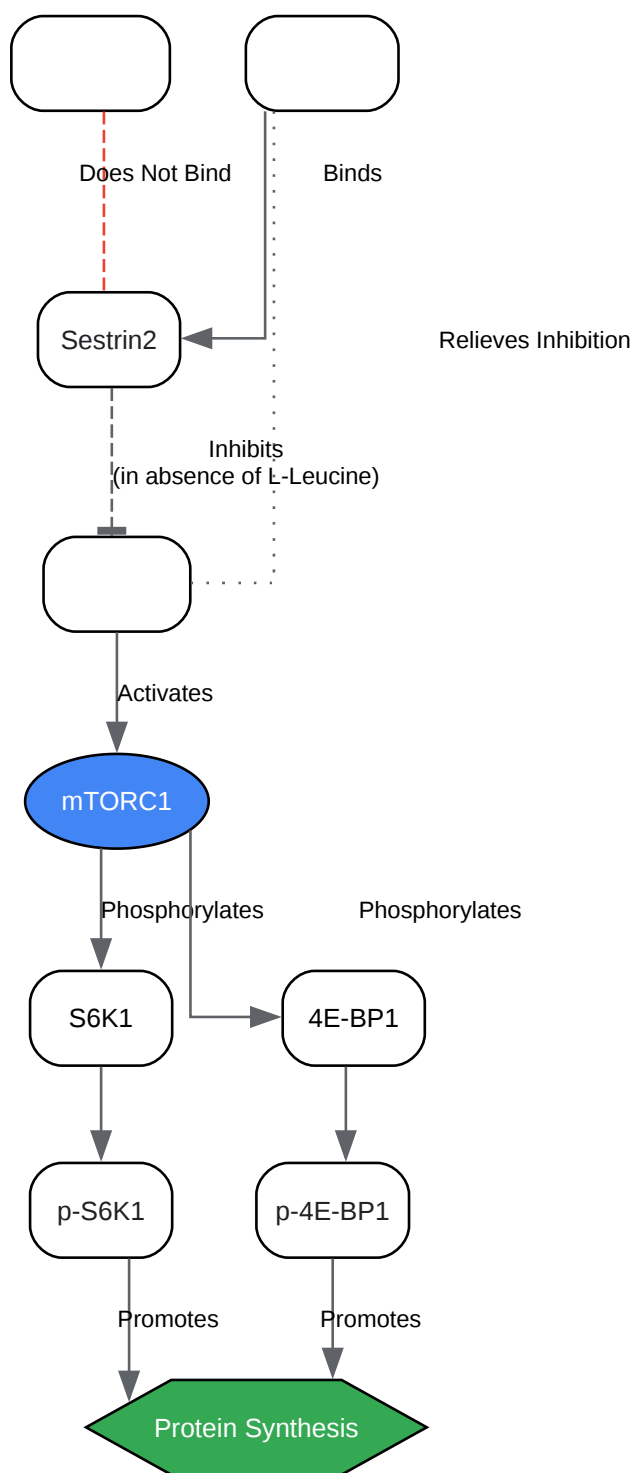 Does Not Bind
Binds
Sestrin2
Relieves Inhibition
Inhibits
(in absence of L-Leucine)
Activates
mTORC1
Phosphorylates
Phosphorylates
S6K1
4E-BP1
p-S6K1
p-4E-BP1
Promotes
Promotes
Protein Synthesis